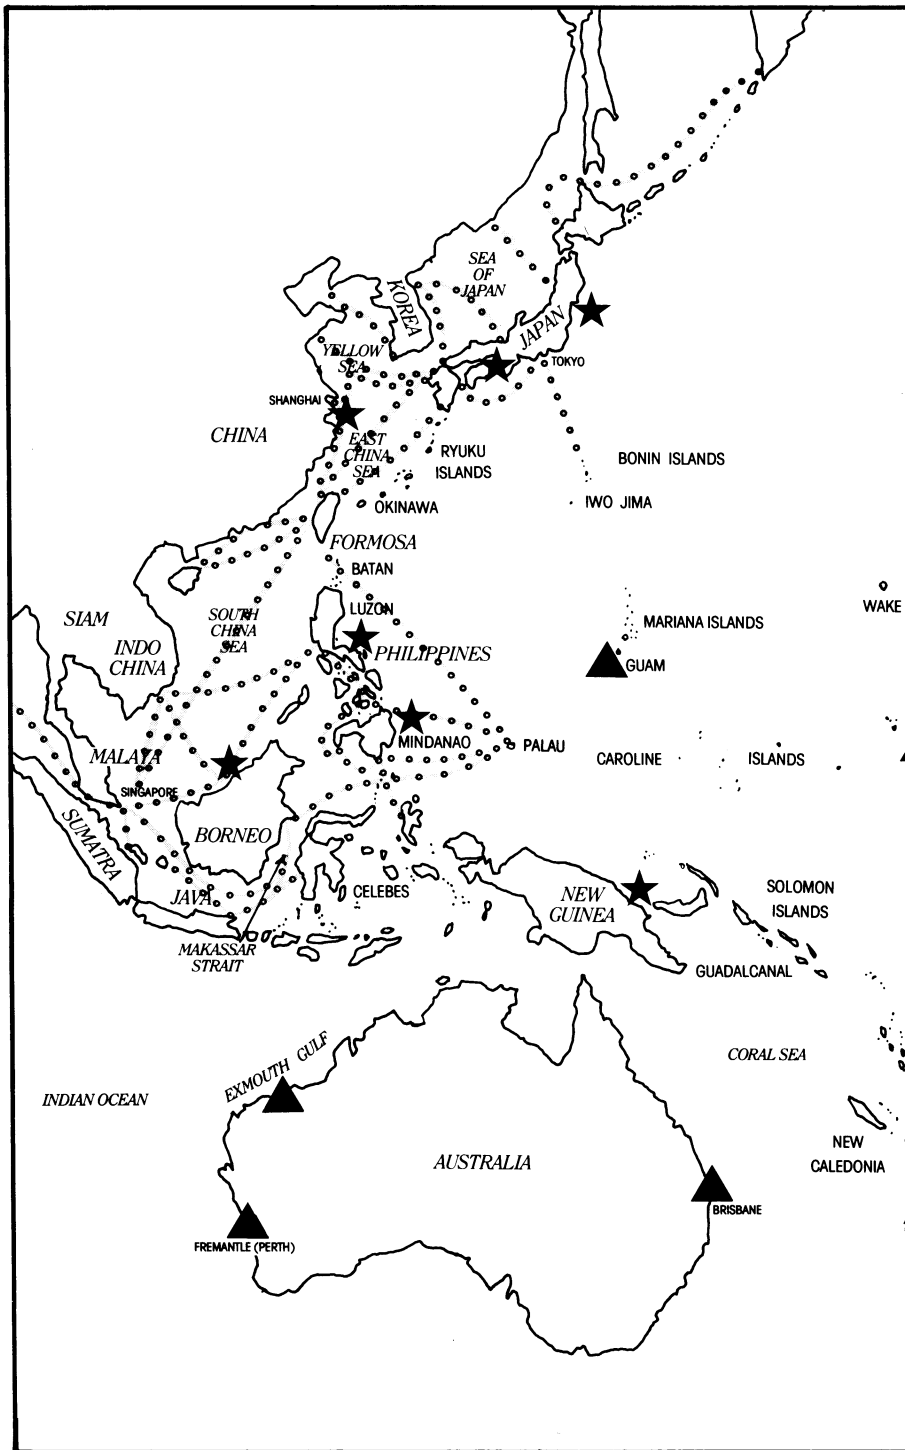 SEA
OF
JAPAN
KOREA
JAPAN
YELLOW
SEA
TOKYO
SHANGHAI
CHINA
EAST
CHINA
SEA
RYUKU
ISLANDS
BONIN ISLANDS
OKINAWA
IWO JIMA
FORMOSA
BATAN
LUZON
WAKE
SIAM
SOUTH
CHINA
SEA
MARIANA ISLANDS
INDO
CHINA
PHILIPPINES
GUAM
MINDANAO
PALAU
MALAYA
CAROLINE ISLANDS
SINGAPORE
SUMATRA
BORNEO
CELEBES
NEW
GUINEA
SOLOMON
ISLANDS
JAVA
MAKASSAR
STRAIT
GUADALCANAL
EXMOUTH GULF
CORAL SEA
INDIAN OCEAN
NEW
CALEDONIA
AUSTRALIA
BRISBANE
FREMANTLE (PERTH)